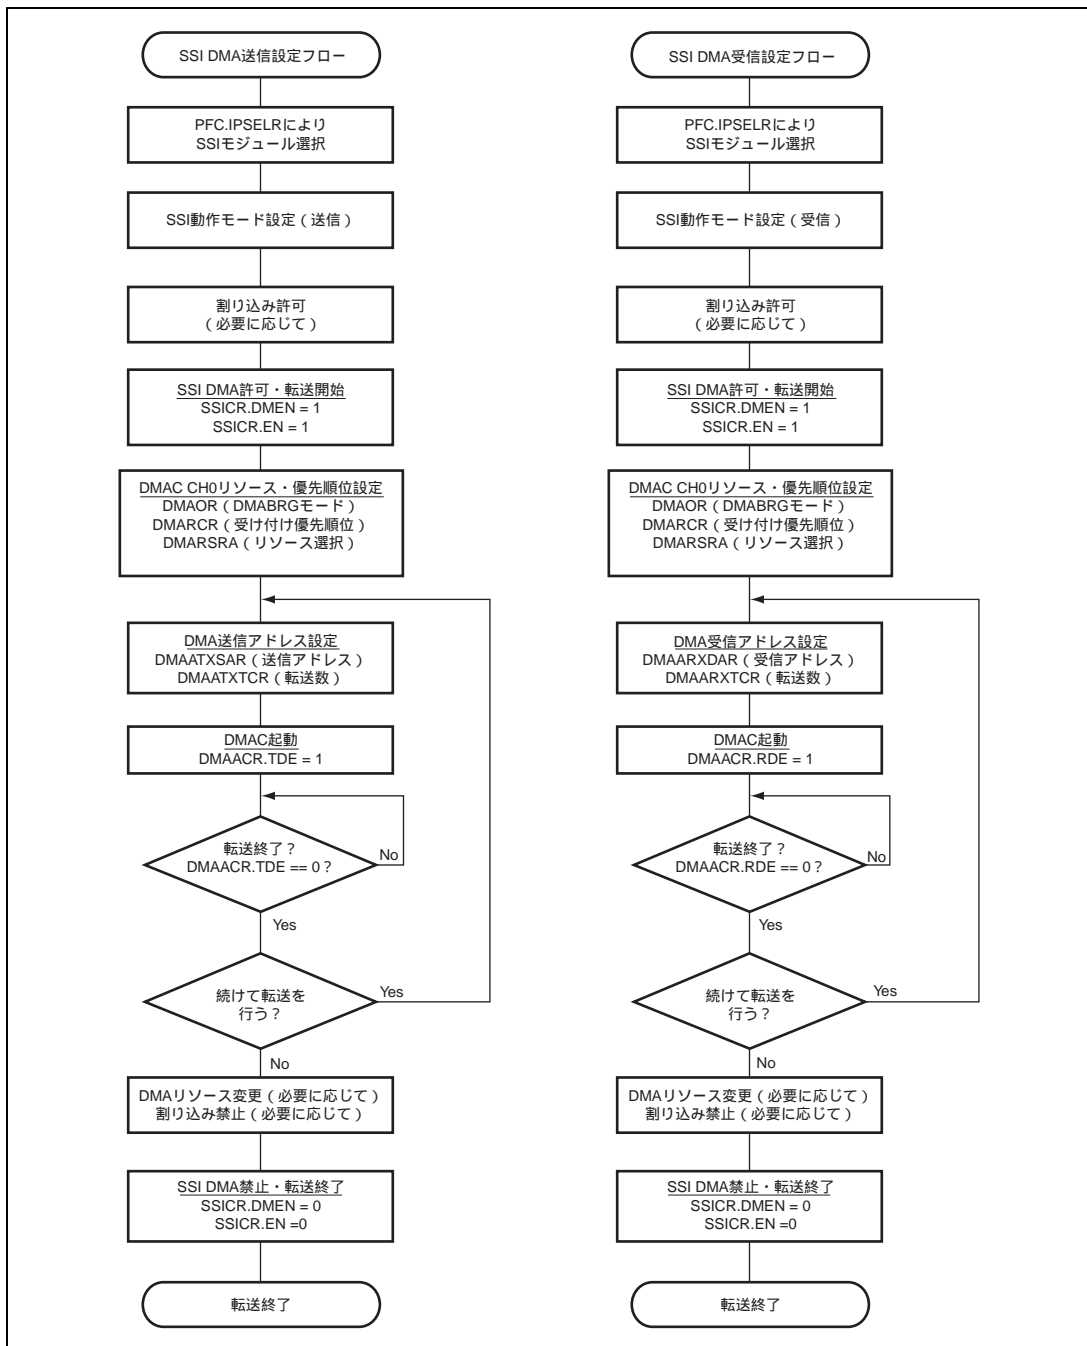 SSI DMA送信設定フロー
PFC.IPSELRにより
SSIモジュール選択
SSI動作モード設定（送信）
割り込み許可
（必要に応じて）
SSI DMA許可・転送開始
SSICR.DMEN = 1
SSICR.EN = 1
DMAC CH0リソース・優先順位設定
DMAOR（DMABRGモード）
DMARCR（受け付け優先順位）
DMARSRA（リソース選択）
DMA送信アドレス設定
DMAATXSAR（送信アドレス）
DMAATXTCR（転送数）
DMAC起動
DMAACR.TDE = 1
転送終了？
DMAACR.TDE == 0？
No
Yes
続けて転送を
行う？
Yes
No
DMAリソース変更（必要に応じて）
割り込み禁止（必要に応じて）
SSI DMA禁止・転送終了
SSICR.DMEN = 0
SSICR.EN =0
転送終了
SSI DMA受信設定フロー
PFC.IPSELRにより
SSIモジュール選択
SSI動作モード設定（受信）
割り込み許可
（必要に応じて）
SSI DMA許可・転送開始
SSICR.DMEN = 1
SSICR.EN = 1
DMAC CH0リソース・優先順位設定
DMAOR（DMABRGモード）
DMARCR（受け付け優先順位）
DMARSRA（リソース選択）
DMA受信アドレス設定
DMAARXDAR（受信アドレス）
DMAARXTCR（転送数）
DMAC起動
DMAACR.RDE = 1
転送終了？
DMAACR.RDE == 0？
No
Yes
続けて転送を
行う？
Yes
No
DMAリソース変更（必要に応じて）
割り込み禁止（必要に応じて）
SSI DMA禁止・転送終了
SSICR.DMEN = 0
SSICR.EN =0
転送終了